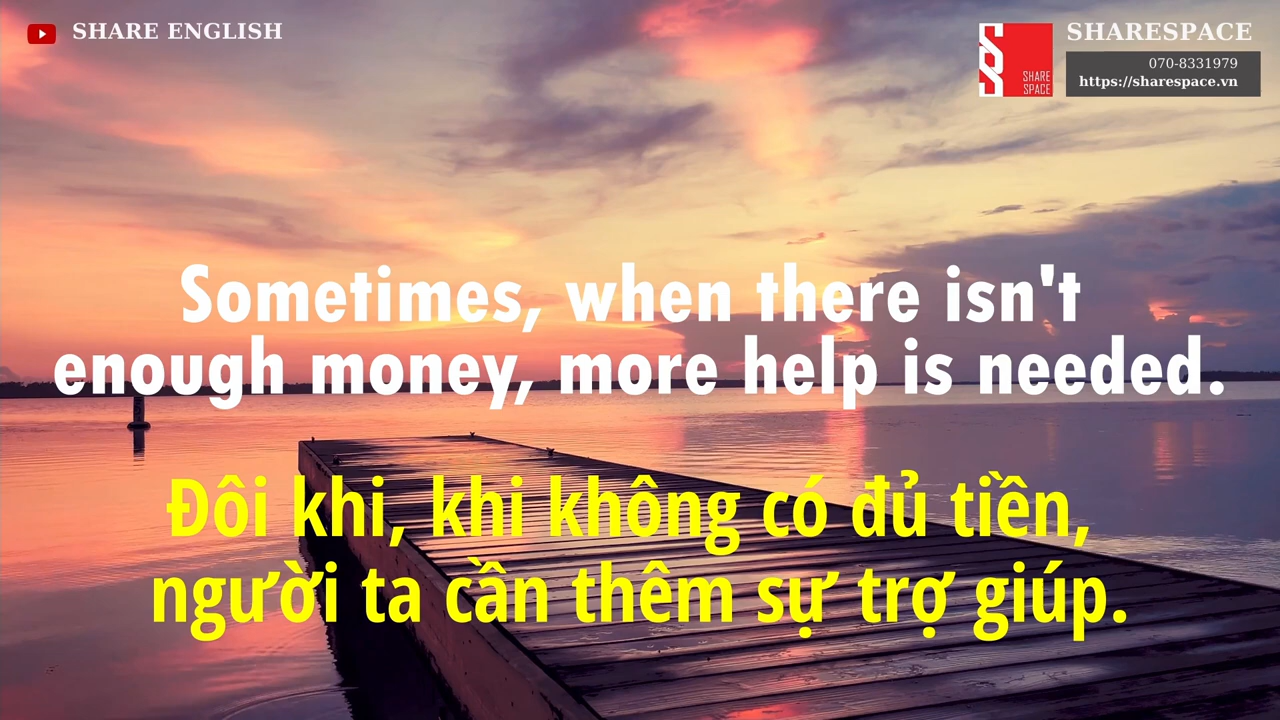 SHARE ENGLISH
SHARESPACE
070-8331979
https://sharespace.vn
SHARE
SPACE
Sometimes, when there isn't
enough money, more help is needed.
Đôi khi, khi không có đủ tiền,
người ta cần thêm sự trợ giúp.